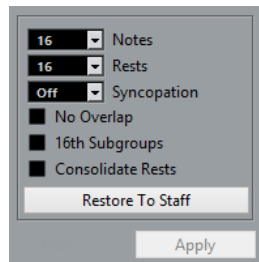 16 Notes
16 Rests
Off Syncopation
No Overlap
16th Subgroups
Consolidate Rests
Restore To Staff
Apply